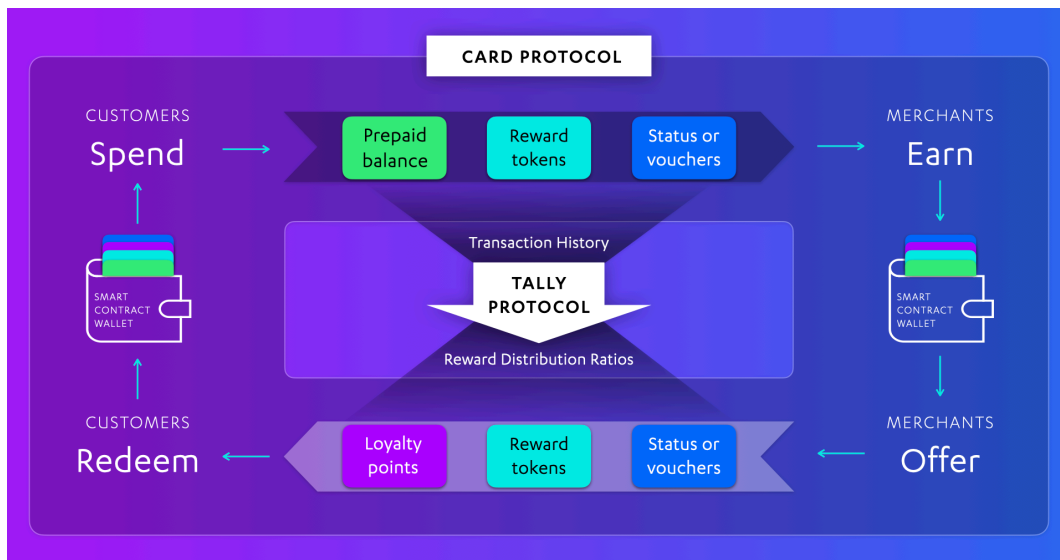 CARD PROTOCOL
CUSTOMERS
Spend
Prepaid
balance
Reward
tokens
Status or
vouchers
MERCHANTS
Earn
Transaction History
TALLY
PROTOCOL
Reward Distribution Ratios
SMART
CONTRACT
WALLET
SMART
CONTRACT
WALLET
CUSTOMERS
Redeem
Loyalty
points
Reward
tokens
Status or
vouchers
MERCHANTS
Offer